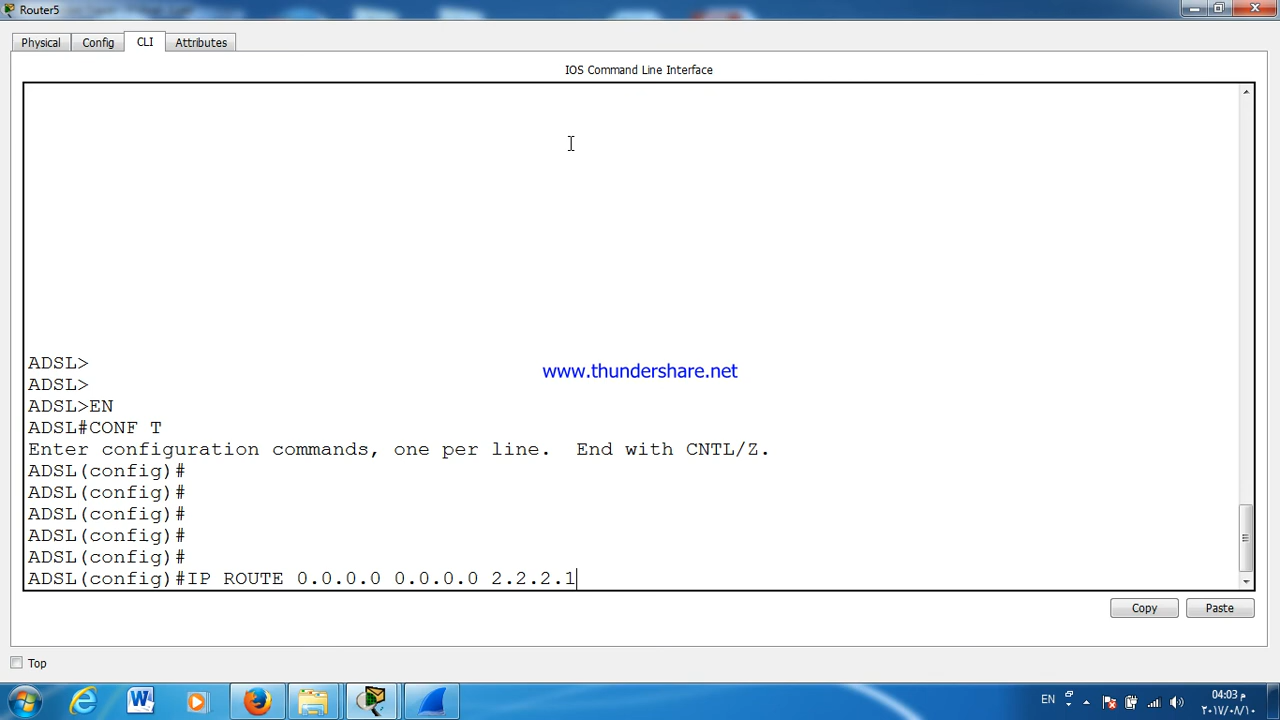 Router5
Physical
Config
CLI
Attributes
IOS Command Line Interface
www.thundershare.net
ADSL>
ADSL>
ADSL>EN
ADSL#CONF T
Enter configuration commands, one per line.  End with CNTL/Z.
ADSL(config)#
ADSL(config)#
ADSL(config)#
ADSL(config)#
ADSL(config)#
ADSL(config)#IP ROUTE 0.0.0.0 0.0.0.0 2.2.2.1
Copy
Paste
Top
EN
04:03 م
٢٠١٧/٠٨/١٠